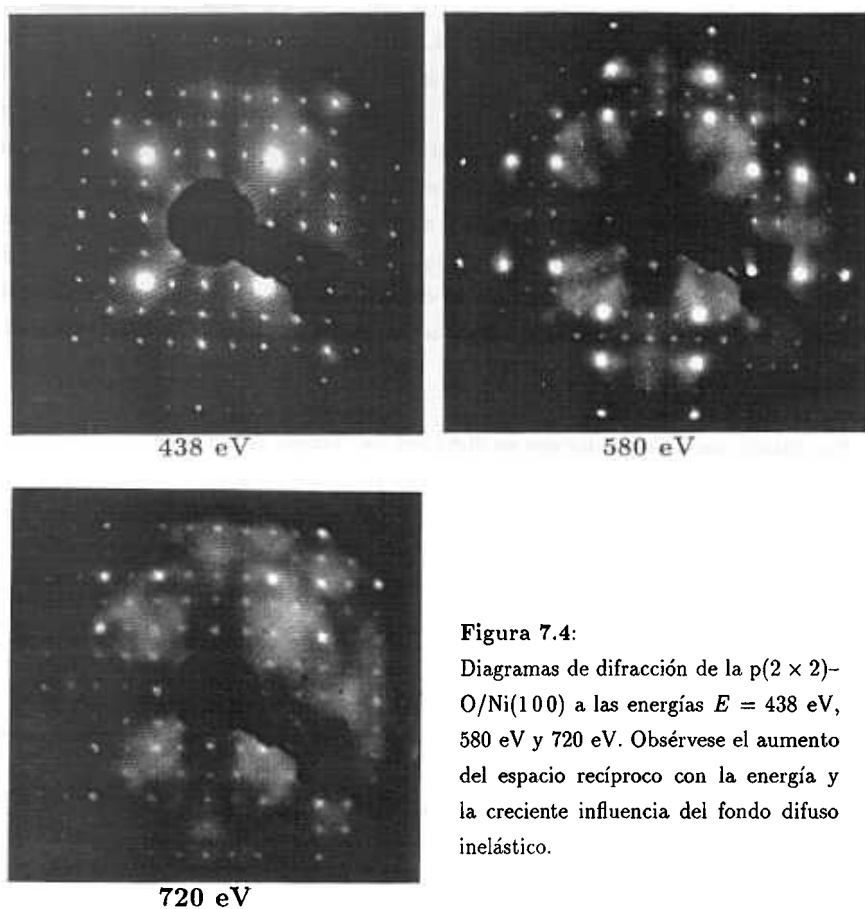 438 eV
580 eV
720 eV
Figura 7.4:
Diagramas de difracción de la p(2 × 2)–
O/Ni(1 0 0) a las energías E = 438 eV,
580 eV y 720 eV. Obsérvese el aumento
del espacio recíproco con la energía y
la creciente influencia del fondo difuso
inelástico.